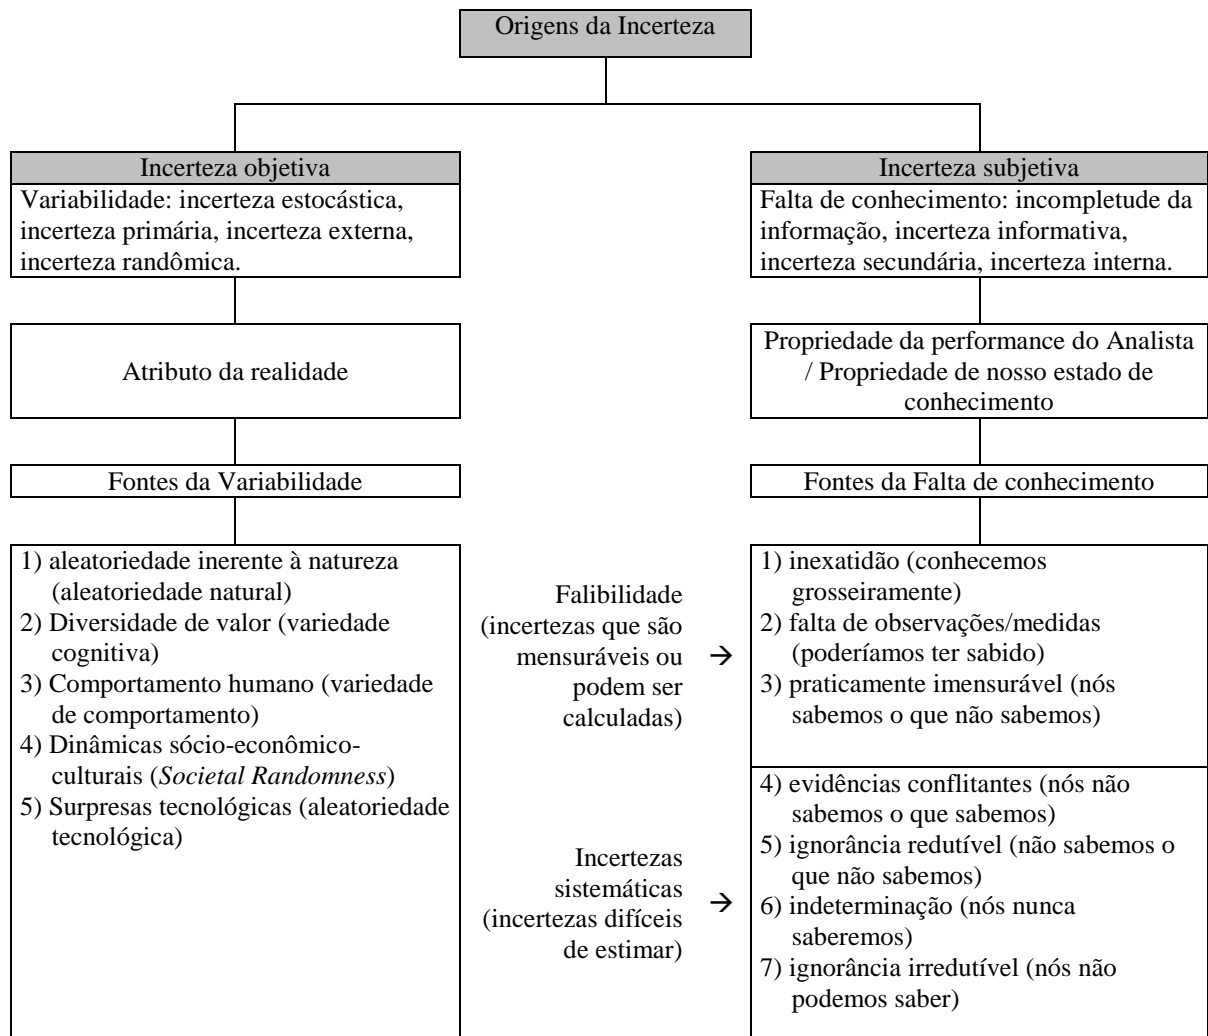 Origens da Incerteza
Incerteza objetiva
Variabilidade: incerteza estocástica,
incerteza primária, incerteza externa,
incerteza randômica.
Incerteza subjetiva
Falta de conhecimento: incompletude da
informação, incerteza informativa,
incerteza secundária, incerteza interna.
Atributo da realidade
Propriedade da performance do Analista
/ Propriedade de nosso estado de
conhecimento
Fontes da Variabilidade
Fontes da Falta de conhecimento
1) aleatoriedade inerente à natureza
(aleatoriedade natural)
2) Diversidade de valor (variedade
cognitiva)
3) Comportamento humano (variedade
de comportamento)
4) Dinâmicas sócio-econômico-
culturais (Societal Randomness)
5) Surpresas tecnológicas (aleatoriedade
tecnológica)
Falibilidade
(incertezas que são
mensuráveis ou →
podem ser
calculadas)
1) inexatidão (conhecemos
grosseiramente)
2) falta de observações/medidas
(poderíamos ter sabido)
3) praticamente imensurável (nós
sabemos o que não sabemos)
Incertezas
sistemáticas →
(incertezas difíceis
de estimar)
4) evidências conflitantes (nós não
sabemos o que sabemos)
5) ignorância redutível (não sabemos o
que não sabemos)
6) indeterminação (nós nunca
saberemos)
7) ignorância irredutível (nós não
podemos saber)